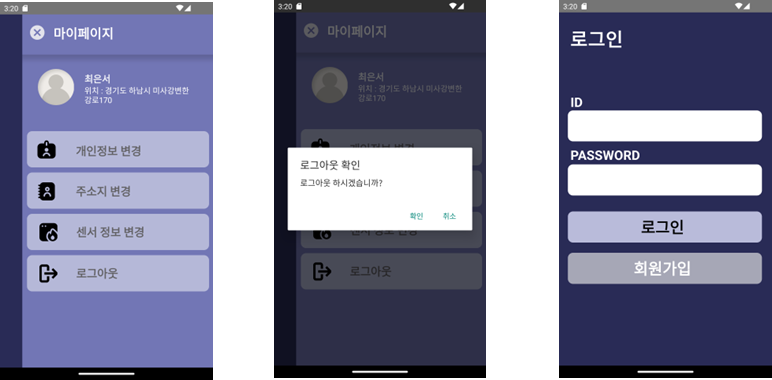 3:20
마이페이지
최은서
위치 : 경기도 하남시 미사강변한
강로170
개인정보 변경
주소지 변경
센서 정보 변경
로그아웃
3:20
마이페이지
최은서
위치 : 경기도 하남시 미사강변한
강로170
개인정보 변경
로그아웃 확인
로그아웃 하시겠습니까?
확인 취소
센서 정보 변경
로그아웃
3:20
로그인
ID
PASSWORD
로그인
회원가입